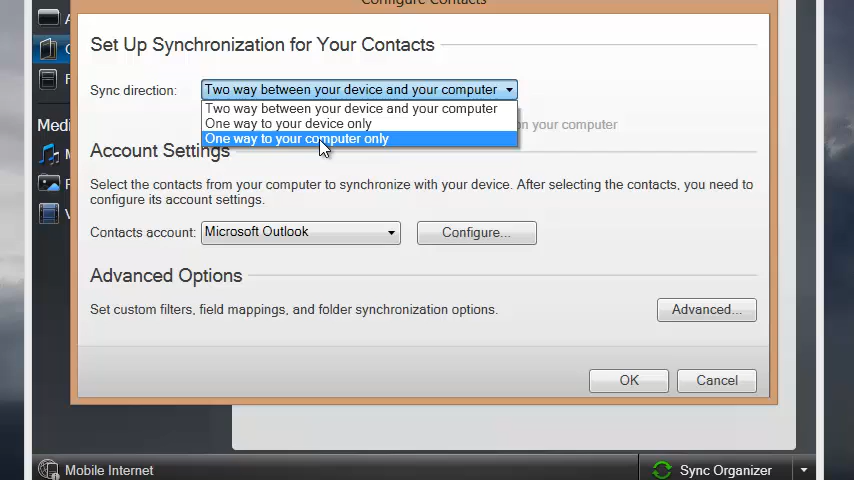 Configure Contacts
Set Up Synchronization for Your Contacts
Sync direction: Two way between your device and your computer
Two way between your device and your computer
One way to your device only
One way to your computer only
on your computer
Account Settings
Select the contacts from your computer to synchronize with your device. After selecting the contacts, you need to
configure its account settings.
Contacts account: Microsoft Outlook Configure...
Advanced Options
Set custom filters, field mappings, and folder synchronization options. Advanced...
OK Cancel
Mobile Internet Sync Organizer